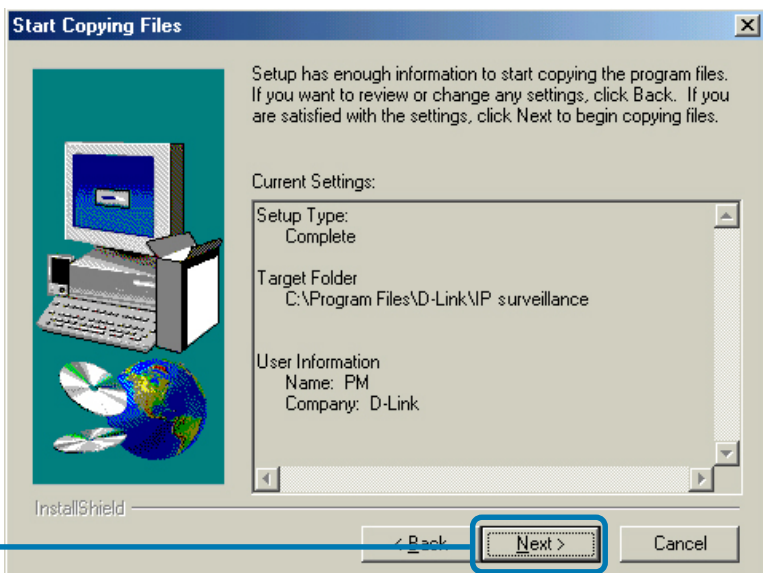 Start Copying Files
Setup has enough information to start copying the program files.
If you want to review or change any settings, click Back. If you
are satisfied with the settings, click Next to begin copying files.
Current Settings:
Setup Type:
Complete
Target Folder
C:\Program Files\D-Link\IP surveillance
User Information
Name: PM
Company: D-Link
InstallShield
< Back
Next >
Cancel